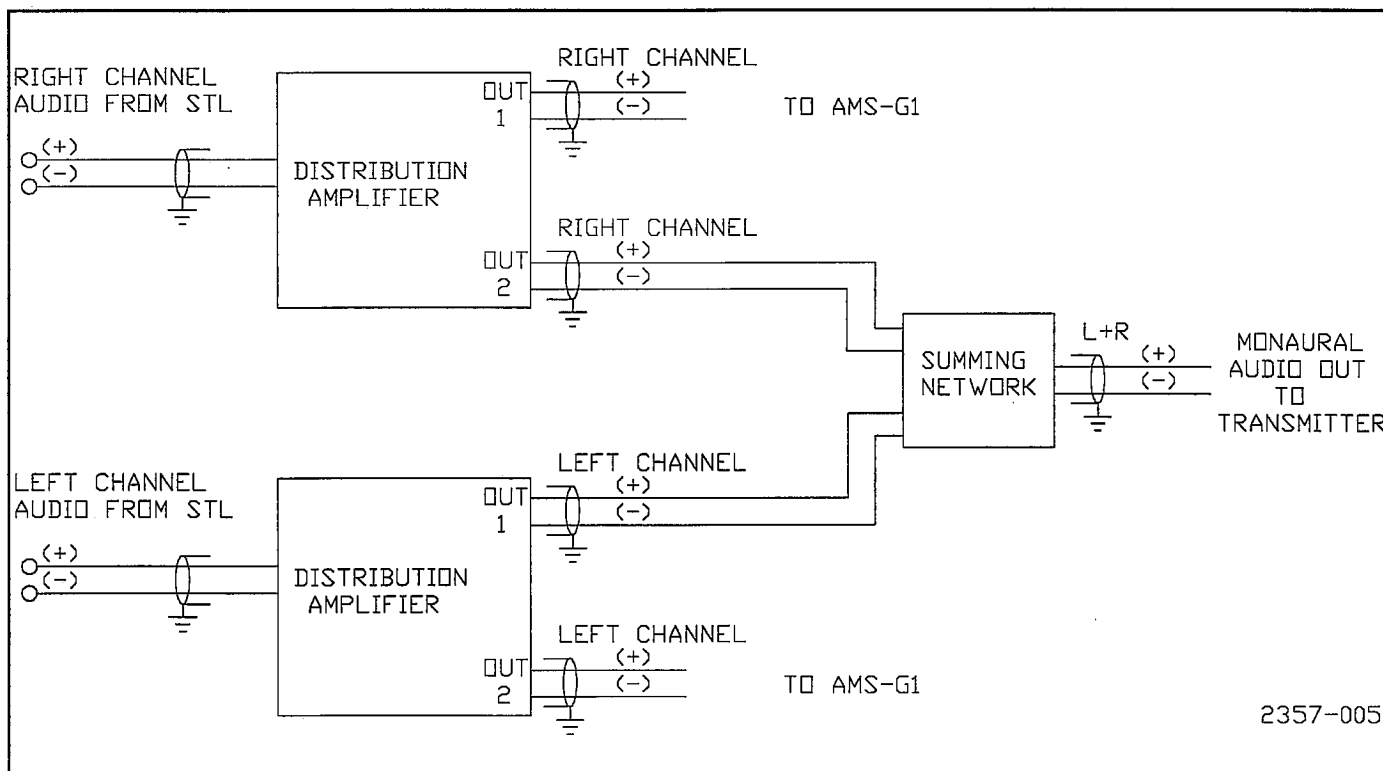 RIGHT CHANNEL
AUDIO FROM STL
(+)
(-)
DISTRIBUTION
AMPLIFIER
OUT
1
RIGHT CHANNEL
(+)
(-)
TO AMS-G1
OUT
2
RIGHT CHANNEL
(+)
(-)
SUMMING
NETWORK
L+R
(+)
(-)
MONAURAL
AUDIO OUT
TO
TRANSMITTER
LEFT CHANNEL
AUDIO FROM STL
(+)
(-)
DISTRIBUTION
AMPLIFIER
OUT
1
LEFT CHANNEL
(+)
(-)
OUT
2
LEFT CHANNEL
(+)
(-)
TO AMS-G1
2357-005